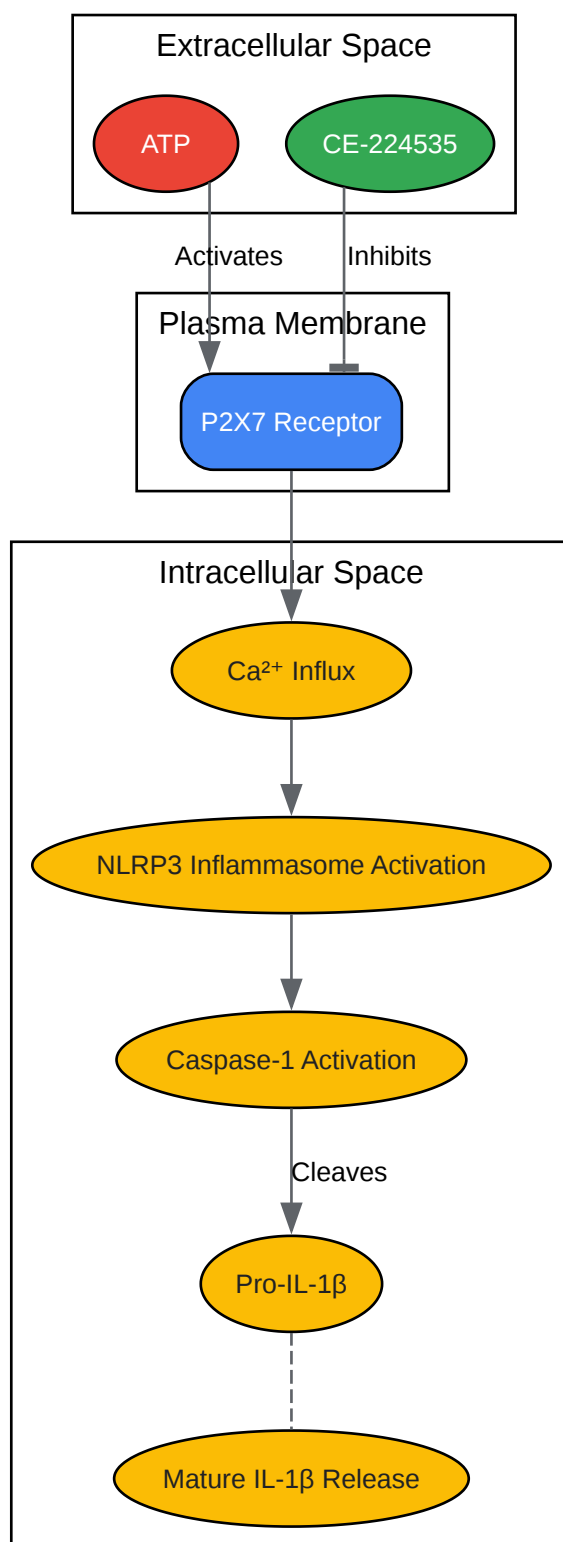 Extracellular Space
ATP
CE-224535
Activates
Inhibits
Plasma Membrane
P2X7 Receptor
Intracellular Space
Ca²⁺ Influx
NLRP3 Inflammasome Activation
Caspase-1 Activation
Cleaves
Pro-IL-1β
Mature IL-1β Release